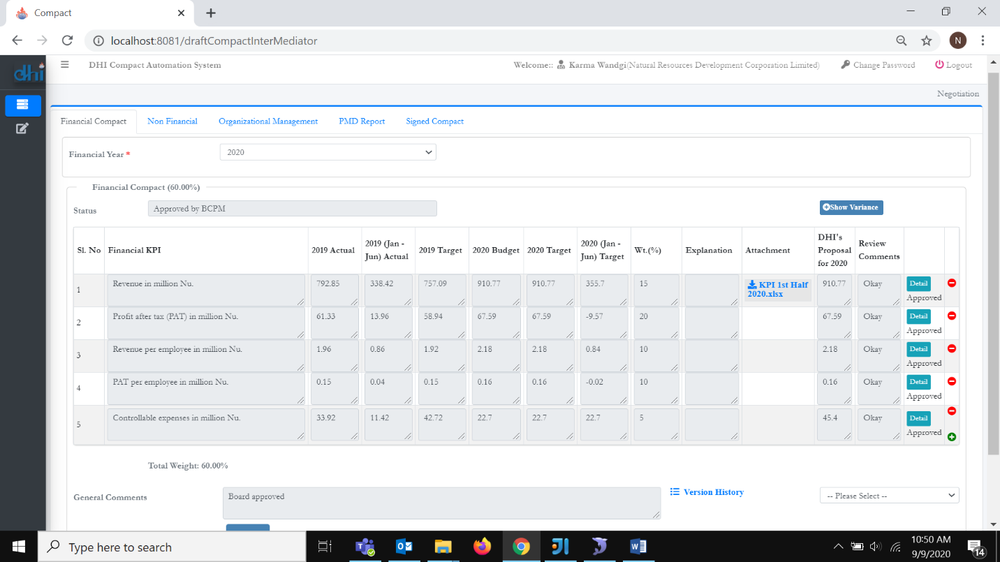 Compact
localhost:8081/draftCompactInterMediator
N
dhi
DHI Compact Automation System
Welcome:: Karma Wandgi(Natural Resources Development Corporation Limited)
Change Password
Logout
Negotiation
Financial Compact
Non Financial
Organizational Management
PMD Report
Signed Compact
Financial Year *
2020
Financial Compact (60.00%)
Status
Approved by BCPM
Show Variance
Sl. No Financial KPI 2019 Actual 2019 (Jan - Jun) Actual 2019 Target 2020 Budget 2020 Target 2020 (Jan - Jun) Target Wt.(%) Explanation Attachment DHI's Proposal for 2020 Review Comments
1 Revenue in million Nu. 792.85 338.42 757.09 910.77 910.77 355.7 15 KPI 1st Half 2020.xlsx 910.77 Okay Detail Approved
2 Profit after tax (PAT) in million Nu. 61.33 13.96 58.94 67.59 67.59 -9.57 20 67.59 Okay Detail Approved
3 Revenue per employee in million Nu. 1.96 0.86 1.92 2.18 2.18 0.84 10 2.18 Okay Detail Approved
4 PAT per employee in million Nu. 0.15 0.04 0.15 0.16 0.16 -0.02 10 0.16 Okay Detail Approved
5 Controllable expenses in million Nu. 33.92 11.42 42.72 22.7 22.7 22.7 5 45.4 Okay Detail Approved
Total Weight: 60.00%
General Comments
Board approved
Version History
-- Please Select --
Type here to search
10:50 AM
9/9/2020
14